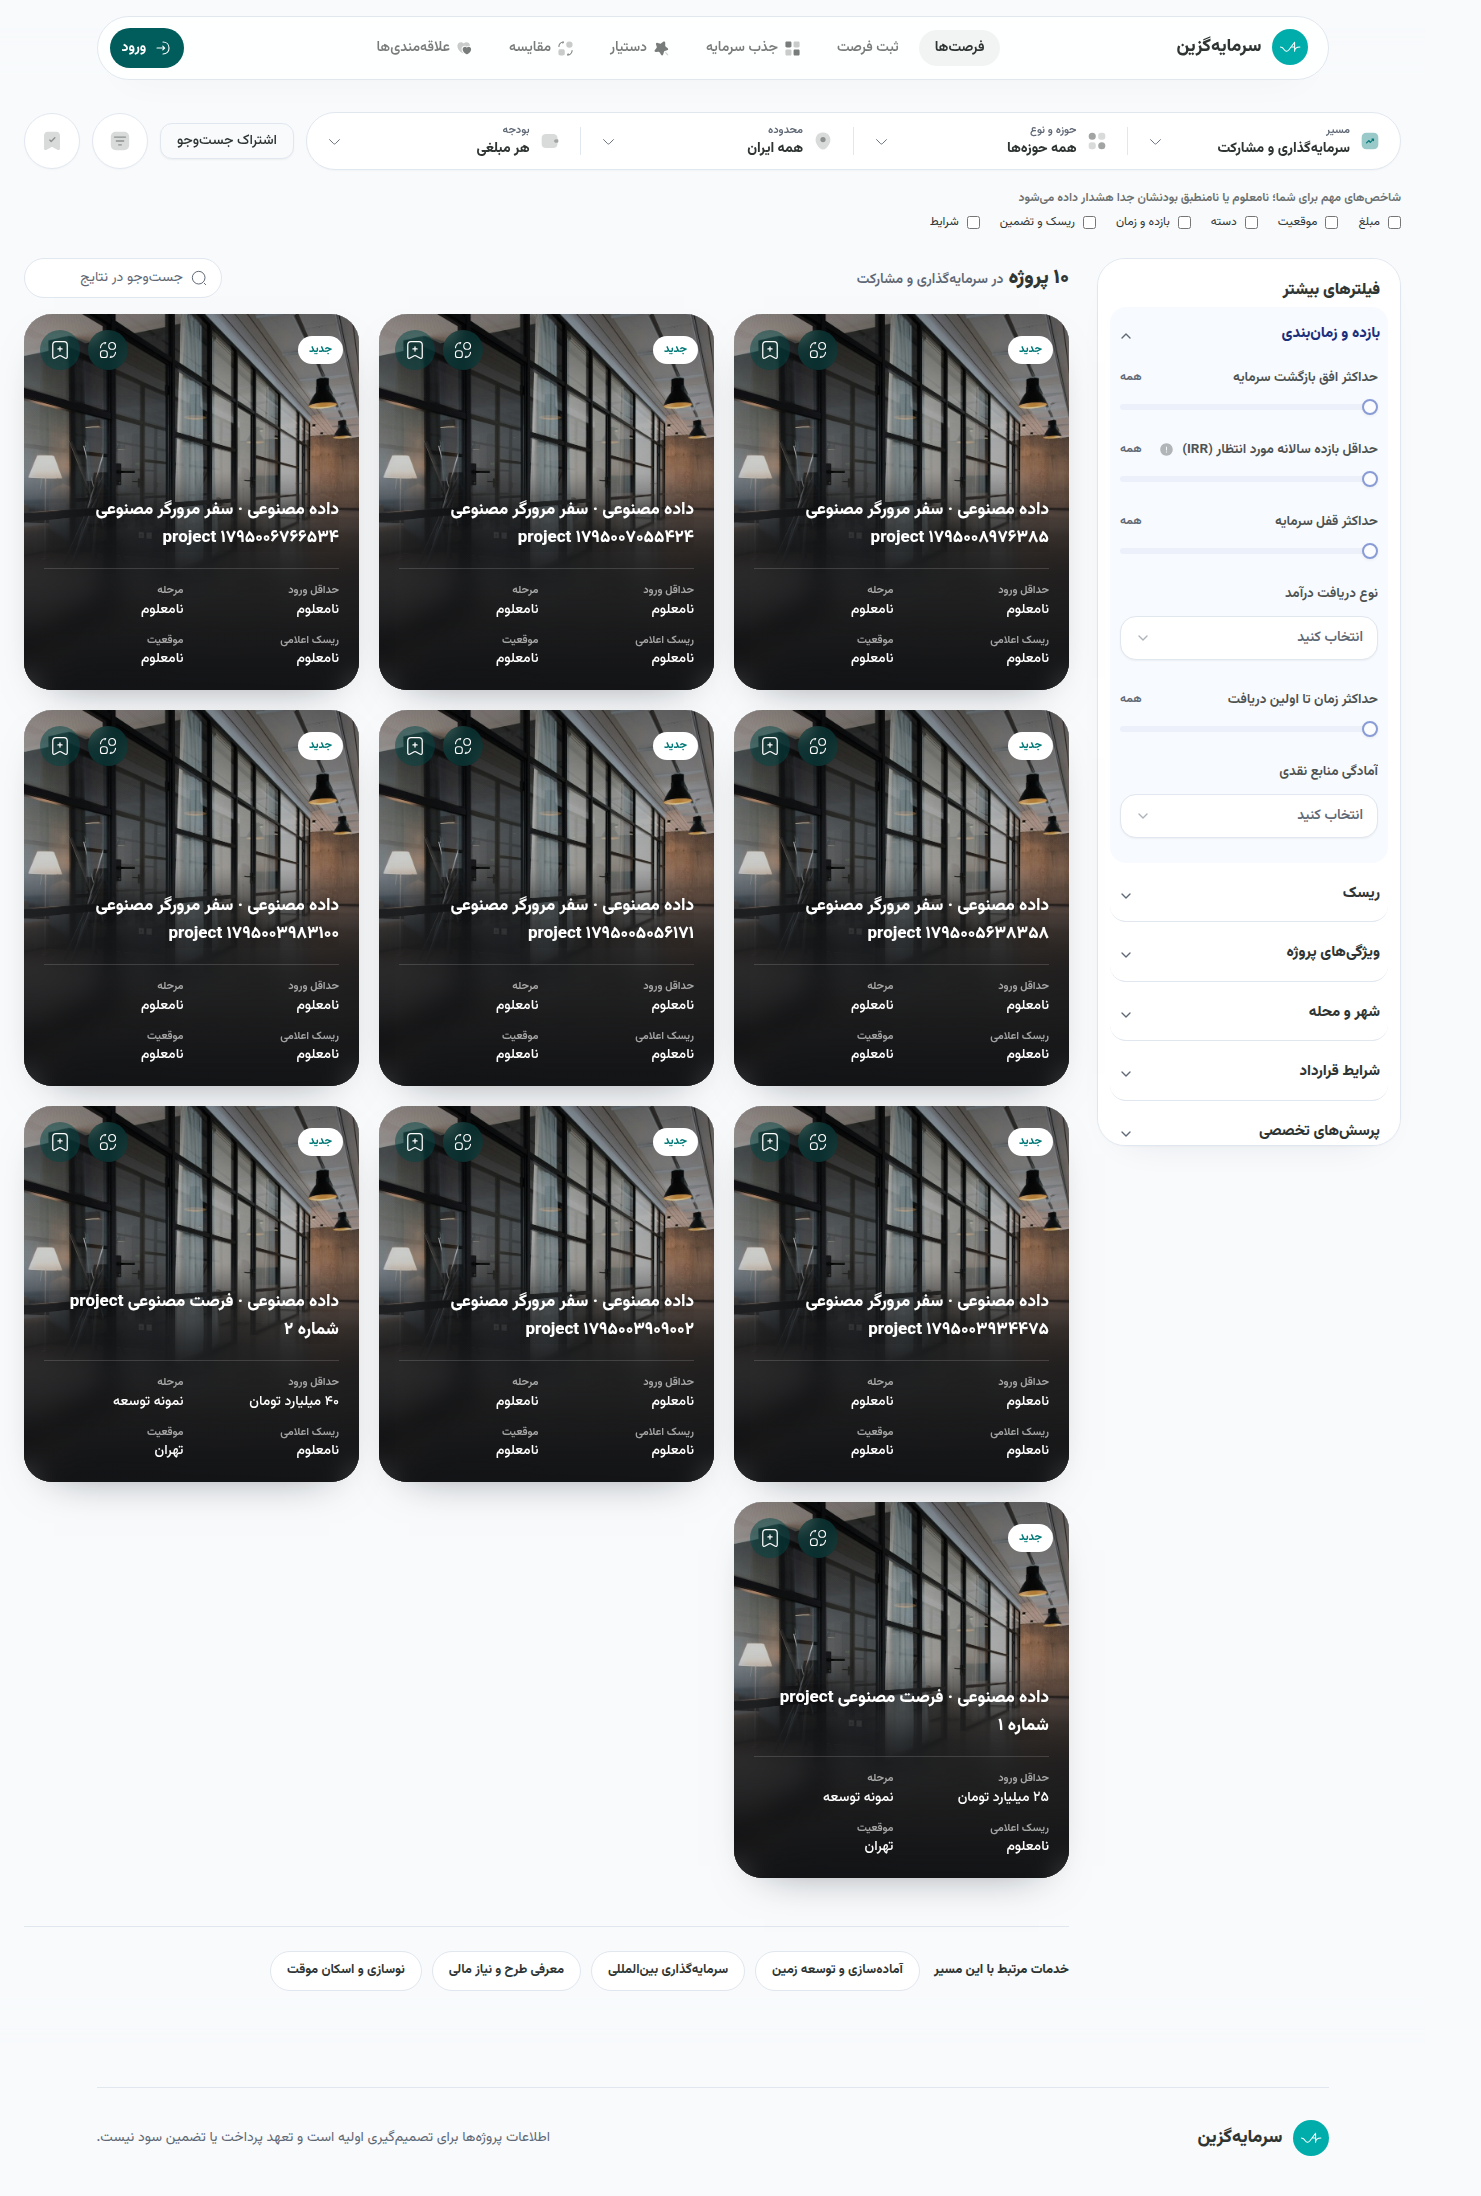 سرمایه‌گزین
فرصت‌ها
ثبت فرصت
جذب سرمایه
دستیار
مقایسه
علاقه‌مندی‌ها
ورود
مسیر
سرمایه‌گذاری و مشارکت
حوزه و نوع
همه حوزه‌ها
محدوده
همه ایران
بودجه
هر مبلغی
اشتراک جست‌وجو
شاخص‌های مهم برای شما؛ نامعلوم یا نامنطبق بودنشان جدا هشدار داده می‌شود
مبلغ
موقعیت
دسته
بازده و زمان
ریسک و تضمین
شرایط
فیلترهای بیشتر
بازده و زمان‌بندی
حداکثر افق بازگشت سرمایه
همه
حداقل بازده سالانه مورد انتظار (IRR)
همه
حداکثر قفل سرمایه
همه
نوع دریافت درآمد
انتخاب کنید
حداکثر زمان تا اولین دریافت
همه
آمادگی منابع نقدی
انتخاب کنید
ریسک
ویژگی‌های پروژه
شهر و محله
شرایط قرارداد
پرسش‌های تخصصی
۱۰ پروژه در سرمایه‌گذاری و مشارکت
جست‌وجو در نتایج
جدید
داده مصنوعی · سفر مرورگر مصنوعی
project ۱۷۹۵۰۰۸۹۷۶۳۸۵
حداقل ورود
نامعلوم
مرحله
نامعلوم
ریسک اعلامی
نامعلوم
موقعیت
نامعلوم
جدید
داده مصنوعی · سفر مرورگر مصنوعی
project ۱۷۹۵۰۰۷۰۵۵۴۲۴
حداقل ورود
نامعلوم
مرحله
نامعلوم
ریسک اعلامی
نامعلوم
موقعیت
نامعلوم
جدید
داده مصنوعی · سفر مرورگر مصنوعی
project ۱۷۹۵۰۰۶۷۶۶۵۳۴
حداقل ورود
نامعلوم
مرحله
نامعلوم
ریسک اعلامی
نامعلوم
موقعیت
نامعلوم
جدید
داده مصنوعی · سفر مرورگر مصنوعی
project ۱۷۹۵۰۰۵۶۳۸۳۵۸
حداقل ورود
نامعلوم
مرحله
نامعلوم
ریسک اعلامی
نامعلوم
موقعیت
نامعلوم
جدید
داده مصنوعی · سفر مرورگر مصنوعی
project ۱۷۹۵۰۰۵۰۵۶۱۷۱
حداقل ورود
نامعلوم
مرحله
نامعلوم
ریسک اعلامی
نامعلوم
موقعیت
نامعلوم
جدید
داده مصنوعی · سفر مرورگر مصنوعی
project ۱۷۹۵۰۰۳۹۸۳۱۰۰
حداقل ورود
نامعلوم
مرحله
نامعلوم
ریسک اعلامی
نامعلوم
موقعیت
نامعلوم
جدید
داده مصنوعی · سفر مرورگر مصنوعی
project ۱۷۹۵۰۰۳۹۳۴۴۷۵
حداقل ورود
نامعلوم
مرحله
نامعلوم
ریسک اعلامی
نامعلوم
موقعیت
نامعلوم
جدید
داده مصنوعی · سفر مرورگر مصنوعی
project ۱۷۹۵۰۰۳۹۰۹۰۰۲
حداقل ورود
نامعلوم
مرحله
نامعلوم
ریسک اعلامی
نامعلوم
موقعیت
نامعلوم
جدید
داده مصنوعی · فرصت مصنوعی project
شماره ۲
حداقل ورود
۴۰ میلیارد تومان
مرحله
نمونه توسعه
ریسک اعلامی
نامعلوم
موقعیت
تهران
جدید
داده مصنوعی · فرصت مصنوعی project
شماره ۱
حداقل ورود
۲۵ میلیارد تومان
مرحله
نمونه توسعه
ریسک اعلامی
نامعلوم
موقعیت
تهران
خدمات مرتبط با این مسیر
آماده‌سازی و توسعه زمین
سرمایه‌گذاری بین‌المللی
معرفی طرح و نیاز مالی
نوسازی و اسکان موقت
سرمایه‌گزین
اطلاعات پروژه‌ها برای تصمیم‌گیری اولیه است و تعهد پرداخت یا تضمین سود نیست.